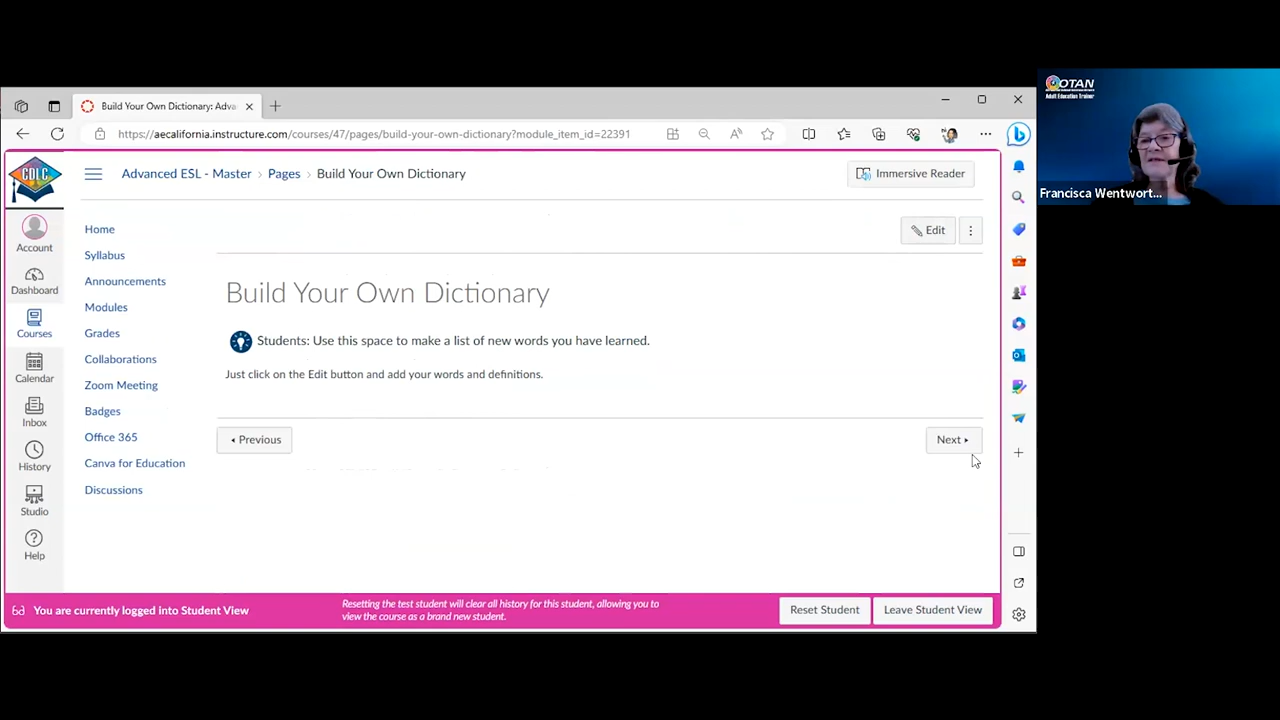 Build Your Own Dictionary: Adva
https://aecalifornia.instructure.com/courses/47/pages/build-your-own-dictionary?module_item_id=22391
CDLC
Advanced ESL - Master › Pages › Build Your Own Dictionary
Immersive Reader
Account
Dashboard
Courses
Calendar
Inbox
History
Studio
Help
Home
Syllabus
Announcements
Modules
Grades
Collaborations
Zoom Meeting
Badges
Office 365
Canva for Education
Discussions
Edit
Build Your Own Dictionary
Students: Use this space to make a list of new words you have learned.
Just click on the Edit button and add your words and definitions.
Previous
Next
You are currently logged into Student View
Resetting the test student will clear all history for this student, allowing you to
view the course as a brand new student.
Reset Student
Leave Student View
OTAN
Adult Education Trainer
Francisca Wentwort...